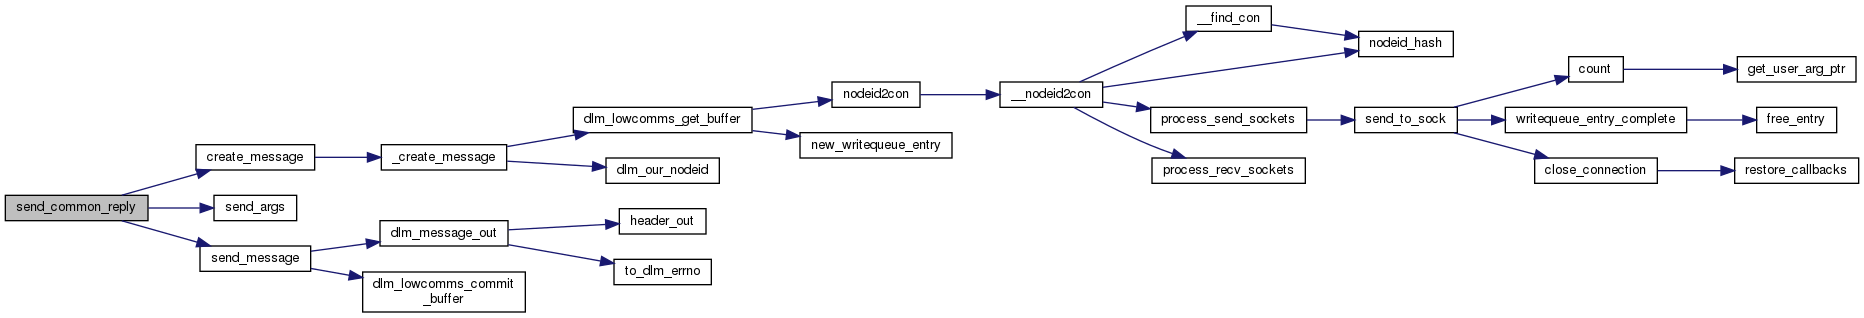 __find_con
nodeid_hash
count
get_user_arg_ptr
nodeid2con
__nodeid2con
dlm_lowcomms_get_buffer
process_send_sockets
send_to_sock
writequeue_entry_complete
free_entry
new_writequeue_entry
create_message
_create_message
dlm_our_nodeid
process_recv_sockets
close_connection
restore_callbacks
send_common_reply
send_args
header_out
dlm_message_out
send_message
to_dlm_errno
dlm_lowcomms_commit
_buffer